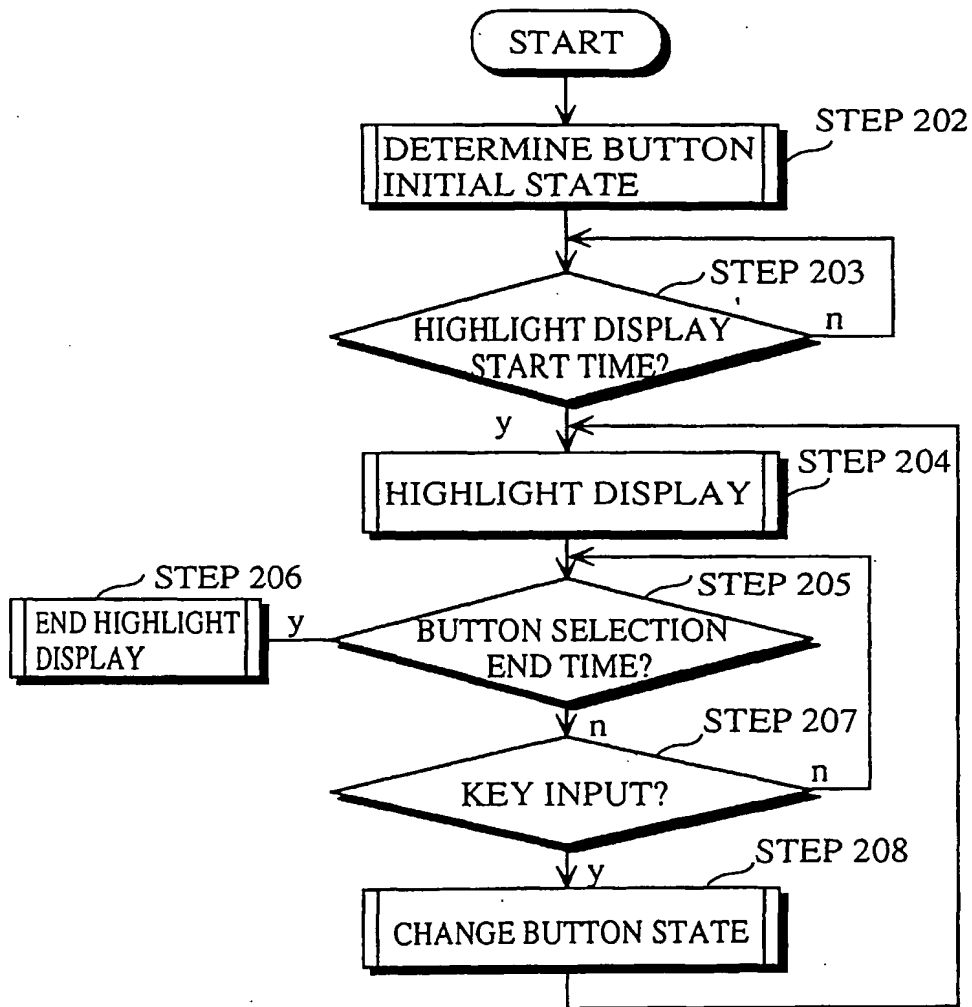 START
STEP 202
DETERMINE BUTTON
INITIAL STATE
STEP 203
HIGHLIGHT DISPLAY
START TIME?
n
y
STEP 204
HIGHLIGHT DISPLAY
STEP 206
END HIGHLIGHT
DISPLAY
y
STEP 205
BUTTON SELECTION
END TIME?
n
STEP 207
KEY INPUT?
n
y
STEP 208
CHANGE BUTTON STATE